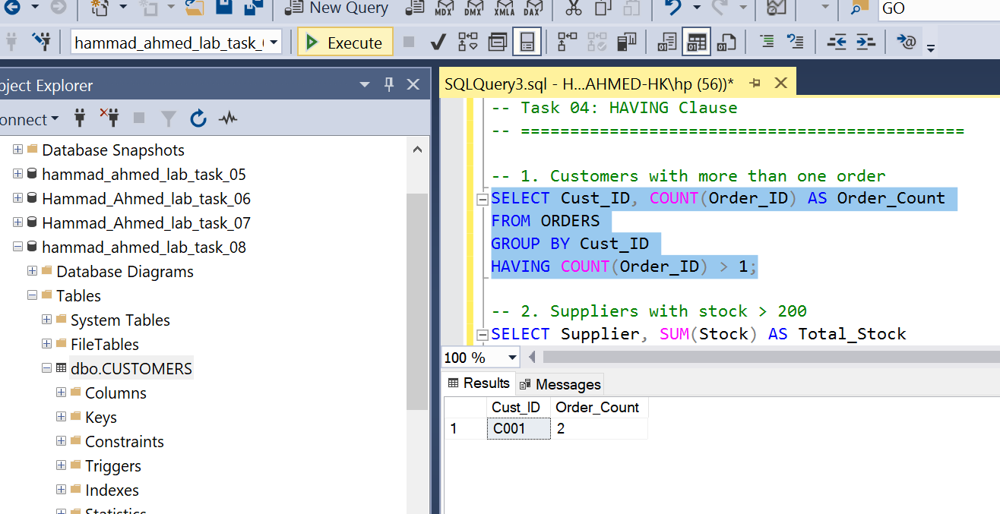 New Query
MDX DMX XMLA DAX
GO
hammad_ahmed_lab_task_
Execute
ject Explorer
onnect
Database Snapshots
hammad_ahmed_lab_task_05
Hammad_Ahmed_lab_task_06
Hammad_Ahmed_lab_task_07
hammad_ahmed_lab_task_08
Database Diagrams
Tables
System Tables
FileTables
dbo.CUSTOMERS
Columns
Keys
Constraints
Triggers
Indexes
Statistics
SQLQuery3.sql - H...AHMED-HK\hp (56))*
-- Task 04: HAVING Clause
-- =============================================
-- 1. Customers with more than one order
SELECT Cust_ID, COUNT(Order_ID) AS Order_Count
FROM ORDERS
GROUP BY Cust_ID
HAVING COUNT(Order_ID) > 1;
-- 2. Suppliers with stock > 200
SELECT Supplier, SUM(Stock) AS Total_Stock
100 %
Results Messages
Cust_ID Order_Count
1 C001 2